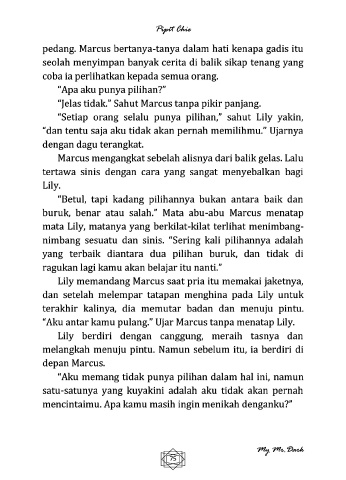 Pipit Chie
pedang. Marcus bertanya-tanya dalam hati kenapa gadis itu
seolah menyimpan banyak cerita di balik sikap tenang yang
coba ia perlihatkan kepada semua orang.
“Apa aku punya pilihan?”
“Jelas tidak.” Sahut Marcus tanpa pikir panjang.
“Setiap orang selalu punya pilihan,” sahut Lily yakin,
“dan tentu saja aku tidak akan pernah memilihmu.” Ujarnya
dengan dagu terangkat.
Marcus mengangkat sebelah alisnya dari balik gelas. Lalu
tertawa sinis dengan cara yang sangat menyebalkan bagi
Lily.
“Betul, tapi kadang pilihannya bukan antara baik dan
buruk, benar atau salah.” Mata abu-abu Marcus menatap
mata Lily, matanya yang berkilat-kilat terlihat menimbang-
nimbang sesuatu dan sinis. “Sering kali pilihannya adalah
yang terbaik diantara dua pilihan buruk, dan tidak di
ragukan lagi kamu akan belajar itu nanti.”
Lily memandang Marcus saat pria itu memakai jaketnya,
dan setelah melempar tatapan menghina pada Lily untuk
terakhir kalinya, dia memutar badan dan menuju pintu.
“Aku antar kamu pulang.” Ujar Marcus tanpa menatap Lily.
Lily berdiri dengan canggung, meraih tasnya dan
melangkah menuju pintu. Namun sebelum itu, ia berdiri di
depan Marcus.
“Aku memang tidak punya pilihan dalam hal ini, namun
satu-satunya yang kuyakini adalah aku tidak akan pernah
mencintaimu. Apa kamu masih ingin menikah denganku?”
75
My Mr. Dark